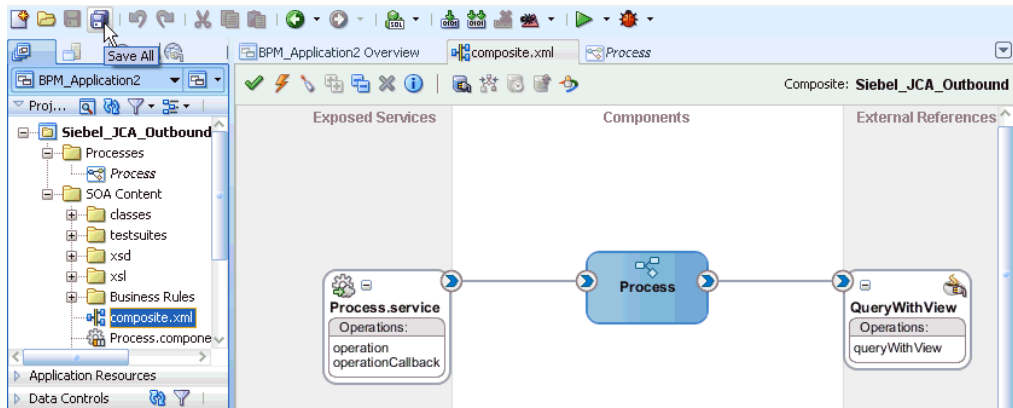 Save All
BPM_Application2 Overview
composite.xml
Process
BPM_Application2
Proj...
Composite: Siebel_JCA_Outbound
Siebel_JCA_Outbound
Processes
Process
SOA Content
classes
testsuites
xsd
xsl
Business Rules
composite.xml
Process.compone
Application Resources
Data Controls
Exposed Services
Components
External References
Process.service
Operations:
operation
operationCallback
Process
QueryWithView
Operations:
queryWithView